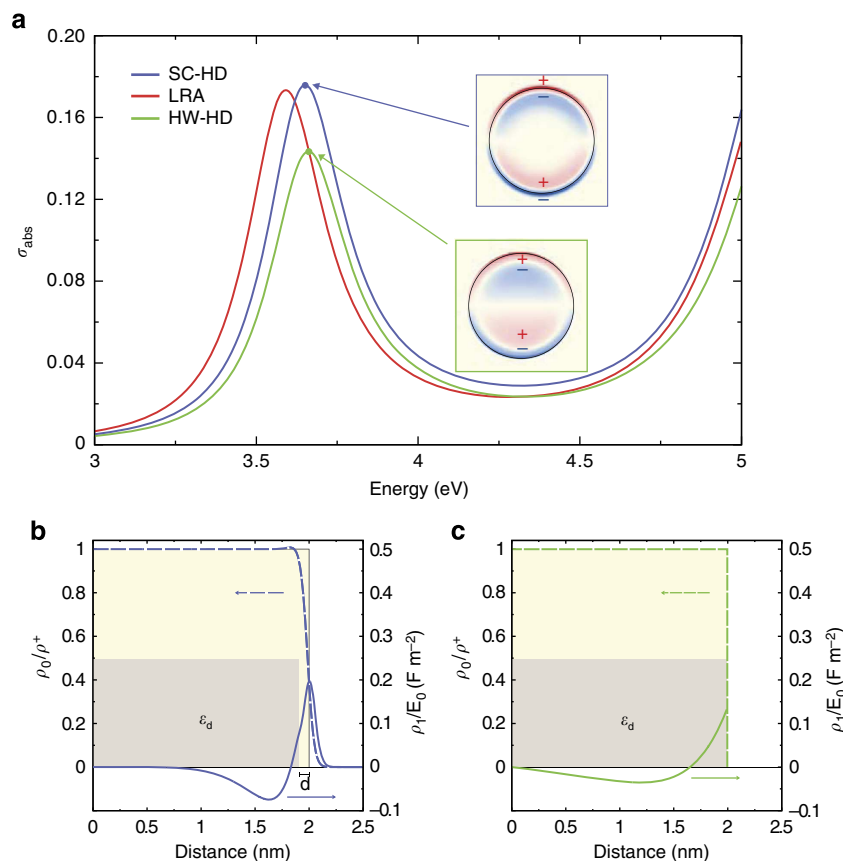 a
0.20
0.16
0.12
0.08
0.04
0
σabs
SC-HD
LRA
HW-HD
+
−
+
−
+
−
+
−
3 3.5 4 4.5 5
Energy (eV)
b
1
0.8
0.6
0.4
0.2
0
ρ0/ρ+
εd
d
0.5
0.4
0.3
0.2
0.1
0
−0.1
ρ1/E0 (F m−2)
0 0.5 1 1.5 2 2.5
Distance (nm)
c
1
0.8
0.6
0.4
0.2
0
ρ0/ρ+
εd
0.5
0.4
0.3
0.2
0.1
0
−0.1
ρ1/E0 (F m−2)
0 0.5 1 1.5 2 2.5
Distance (nm)